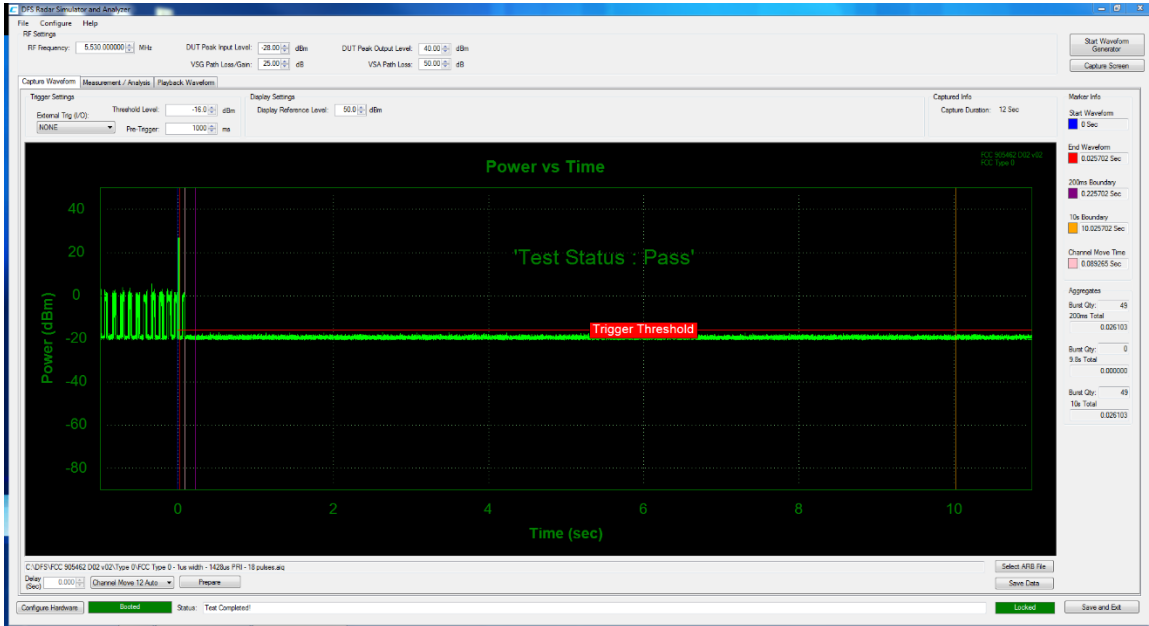 DFS Radar Simulator and Analyzer
File Configure Help
RF Settings
RF Frequency: 5,530.000000 MHz DUT Peak Input Level: -28.00 dBm DUT Peak Output Level: 40.00 dBm
VSG Path Loss/Gain: 25.00 dB VSA Path Loss: 50.00 dB
Start Waveform Generator
Capture Screen
Capture Waveform Measurement / Analysis Playback Waveform
Trigger Settings
Threshold Level: -16.0 dBm
External Trig (I/O):
NONE
Pre-Trigger: 1000 ms
Display Settings
Display Reference Level: 50.0 dBm
Captured Info
Capture Duration: 12 Sec
Marker Info
Start Waveform
0 Sec
End Waveform
0.025702 Sec
200ms Boundary
0.225702 Sec
10s Boundary
10.025702 Sec
Channel Move Time
0.089265 Sec
Aggregates
Burst Qty: 49
200ms Total
0.026103
Burst Qty: 0
9.8s Total
0.000000
Burst Qty: 49
10s Total
0.026103
Power vs Time
FCC 905462 D02 v02
FCC Type 0
'Test Status : Pass'
Trigger Threshold
Power (dBm)
40
20
0
-20
-40
-60
-80
0 2 4 6 8 10
Time (sec)
C:\DFS\FCC 905462 D02 v02\Type 0\FCC Type 0 - 1us width - 1428us PRI - 18 pulses.aiq
Select ARB File
Delay (Sec) 0.000 Channel Move 12 Auto Prepare
Save Data
Configure Hardware Booted Status: Test Completed! Locked Save and Exit